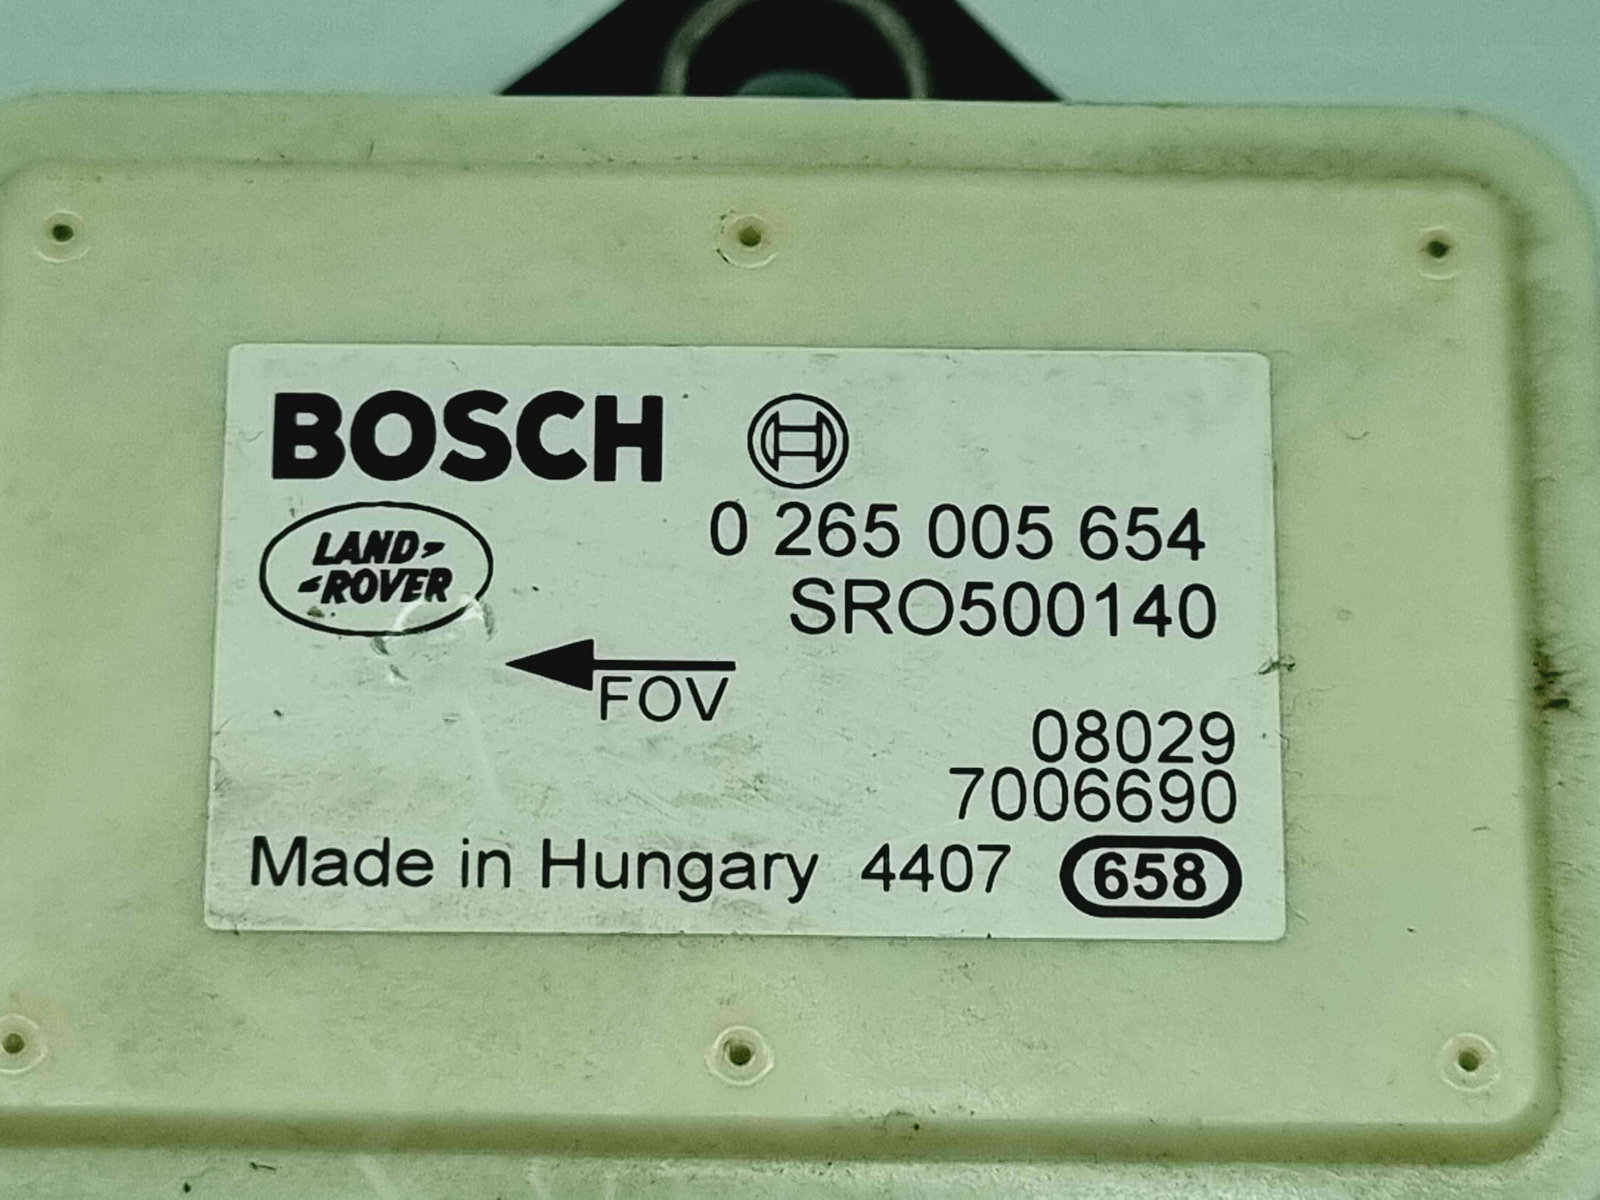 BOSCH
0 265 005 654
LAND
ROVER
SRO500140
FOV
08029
7006690
Made in Hungary 4407 658